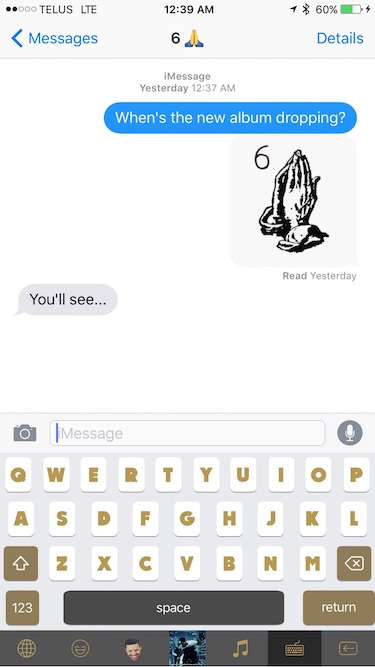 TELUS LTE 12:39 AM 60%
Messages 6 🙏 Details
iMessage
Yesterday 12:37 AM
When's the new album dropping?
6
Read Yesterday
You'll see...
iMessage
Q W E R T Y U I O P
A S D F G H J K L
Z X C V B N M
123 space return